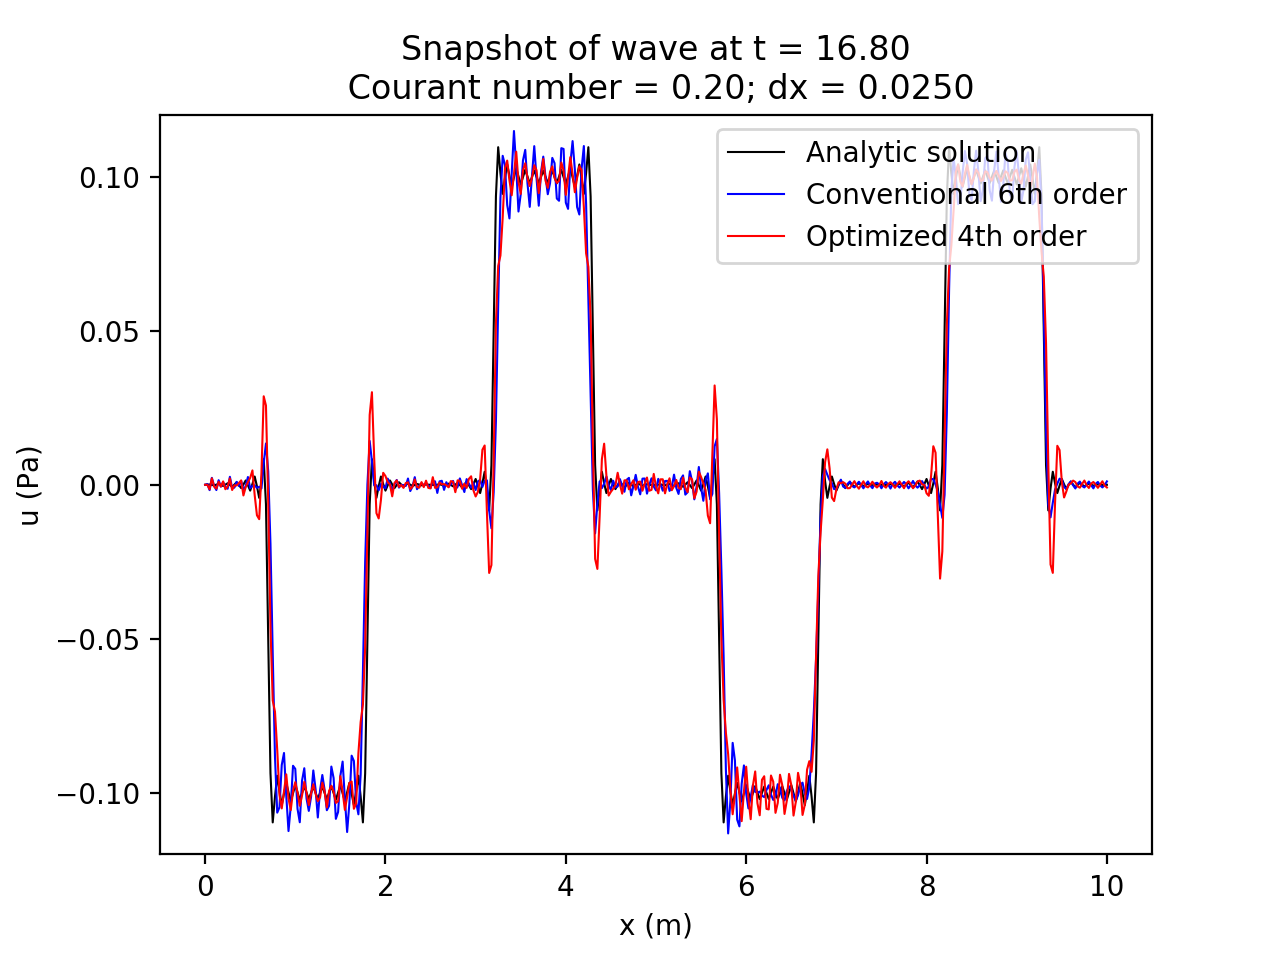 Snapshot of wave at t = 16.80
Courant number = 0.20; dx = 0.0250
Analytic solution
Conventional 6th order
Optimized 4th order
0.10
0.05
0.00
−0.05
−0.10
u (Pa)
0 2 4 6 8 10
x (m)